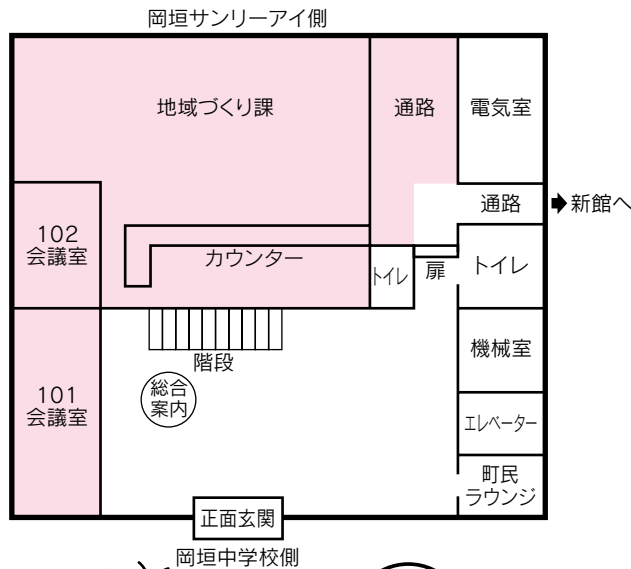 岡垣サンリーアイ側
地域づくり課
通路
電気室
通路
➡新館へ
102
会議室
カウンター
トイレ
扉
トイレ
階段
機械室
101
会議室
総合
案内
エレベーター
町民
ラウンジ
正面玄関
岡垣中学校側